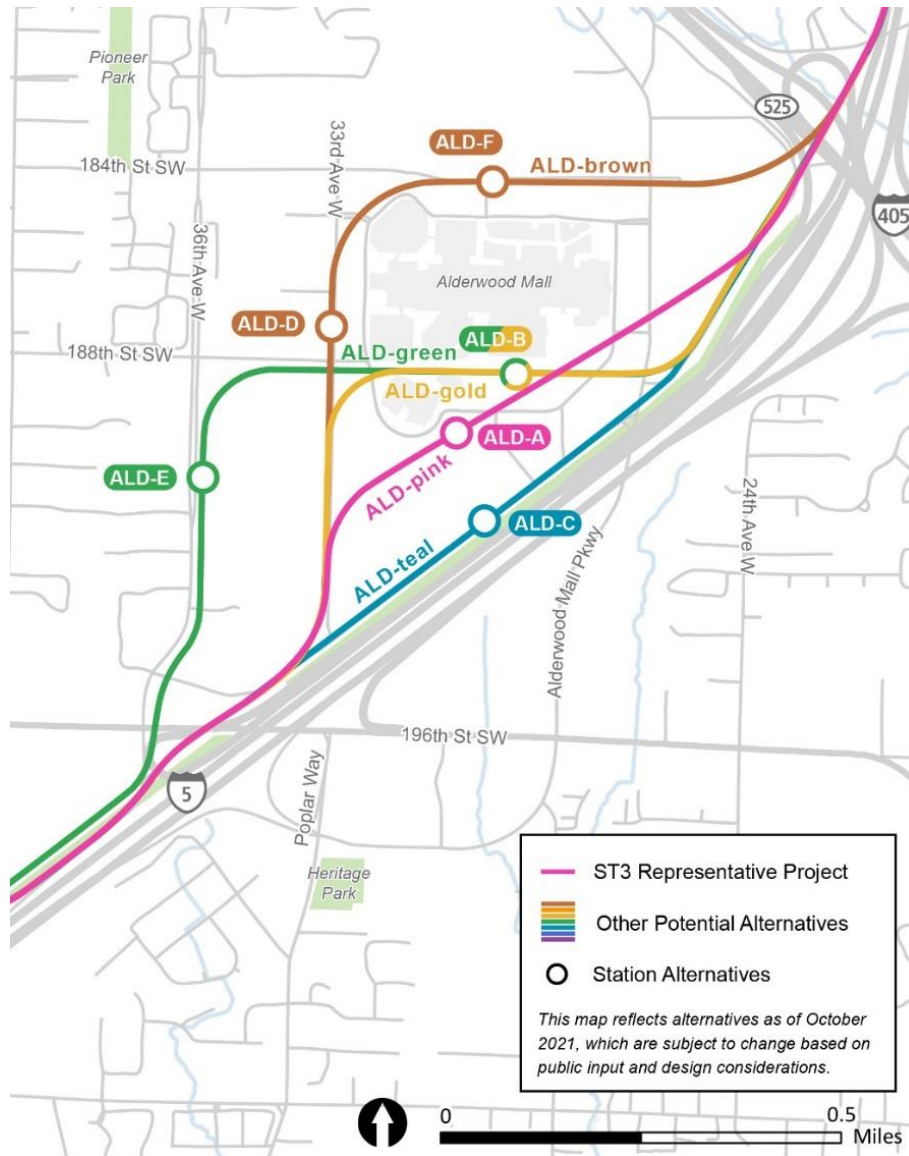 Pioneer
Park
525
184th St SW
33rd Ave W
ALD-F
ALD-brown
405
36th Ave W
Alderwood Mall
ALD-D
188th St SW
ALD-green
ALD-B
ALD-gold
ALD-A
ALD-E
ALD-pink
24th Ave W
ALD-C
ALD-teal
Alderwood Mall Pkwy
196th St SW
5
Poplar Way
Heritage
Park
ST3 Representative Project
Other Potential Alternatives
Station Alternatives
This map reflects alternatives as of October
2021, which are subject to change based on
public input and design considerations.
0
0.5
Miles